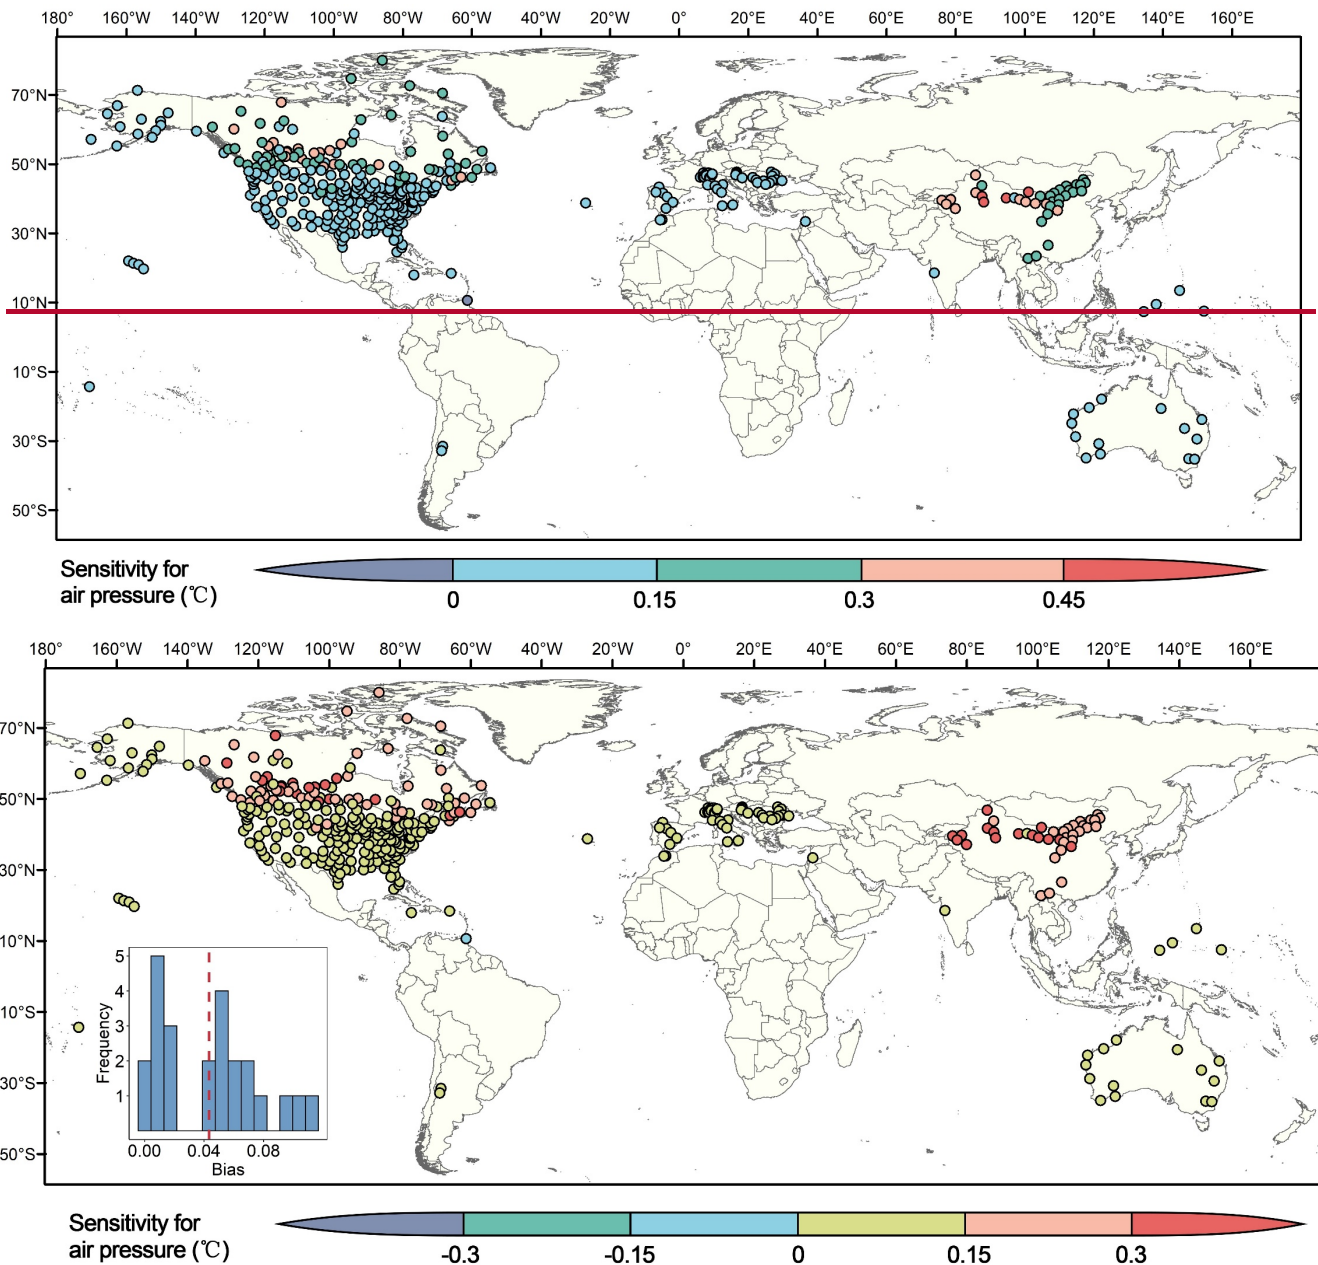 180° 160°W 140°W 120°W 100°W 80°W 60°W 40°W 20°W 0° 20°E 40°E 60°E 80°E 100°E 120°E 140°E 160°E
70°N
50°N
30°N
10°N
10°S
30°S
50°S
Sensitivity for
air pressure (℃)
0 0.15 0.3 0.45
180° 160°W 140°W 120°W 100°W 80°W 60°W 40°W 20°W 0° 20°E 40°E 60°E 80°E 100°E 120°E 140°E 160°E
70°N
50°N
30°N
10°N
10°S
30°S
50°S
Frequency
5
4
3
2
1
0.00 0.04 0.08
Bias
Sensitivity for
air pressure (℃)
-0.3 -0.15 0 0.15 0.3